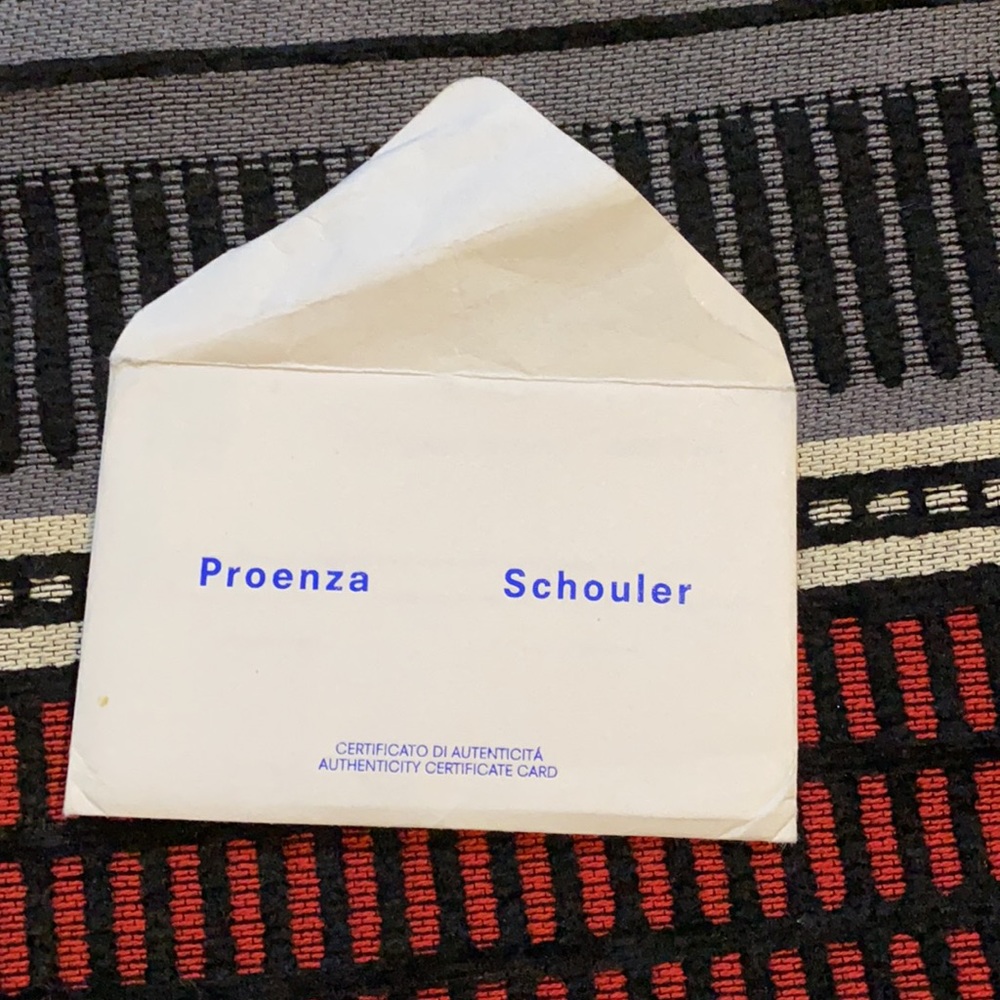 Proenza Schouler
CERTIFICATO DI AUTENTICITÁ
AUTHENTICITY CERTIFICATE CARD